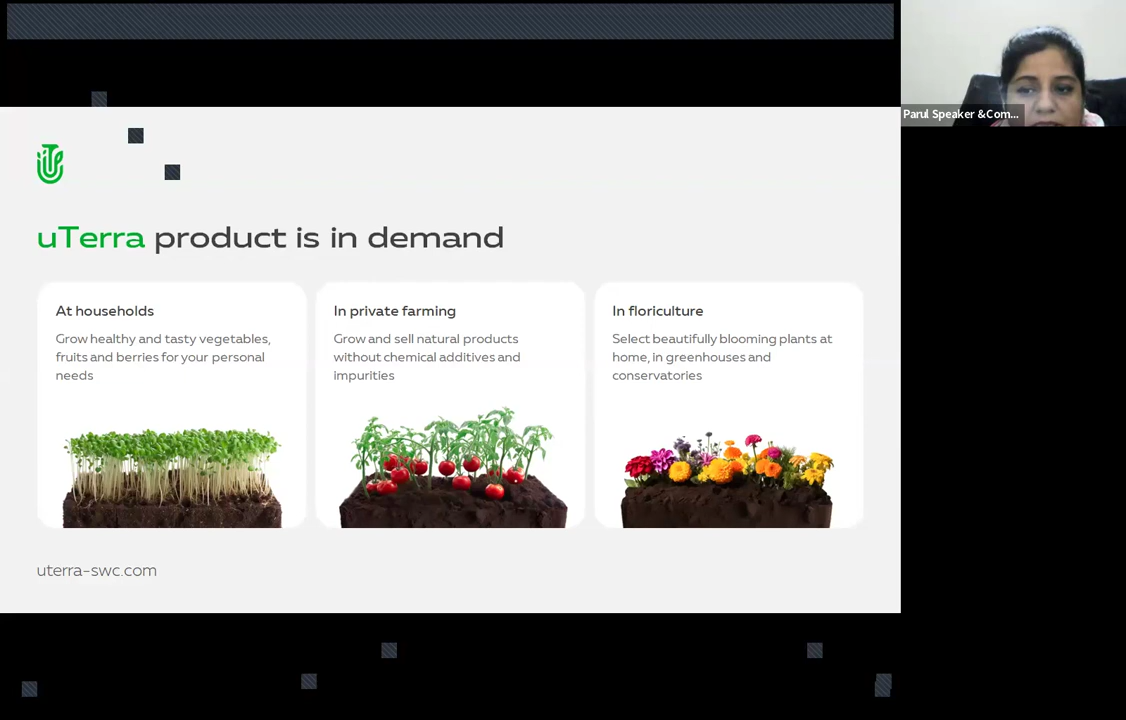 Parul Speaker &Com...
uTerra product is in demand
At households
Grow healthy and tasty vegetables,
fruits and berries for your personal
needs
In private farming
Grow and sell natural products
without chemical additives and
impurities
In floriculture
Select beautifully blooming plants at
home, in greenhouses and
conservatories
uterra-swc.com